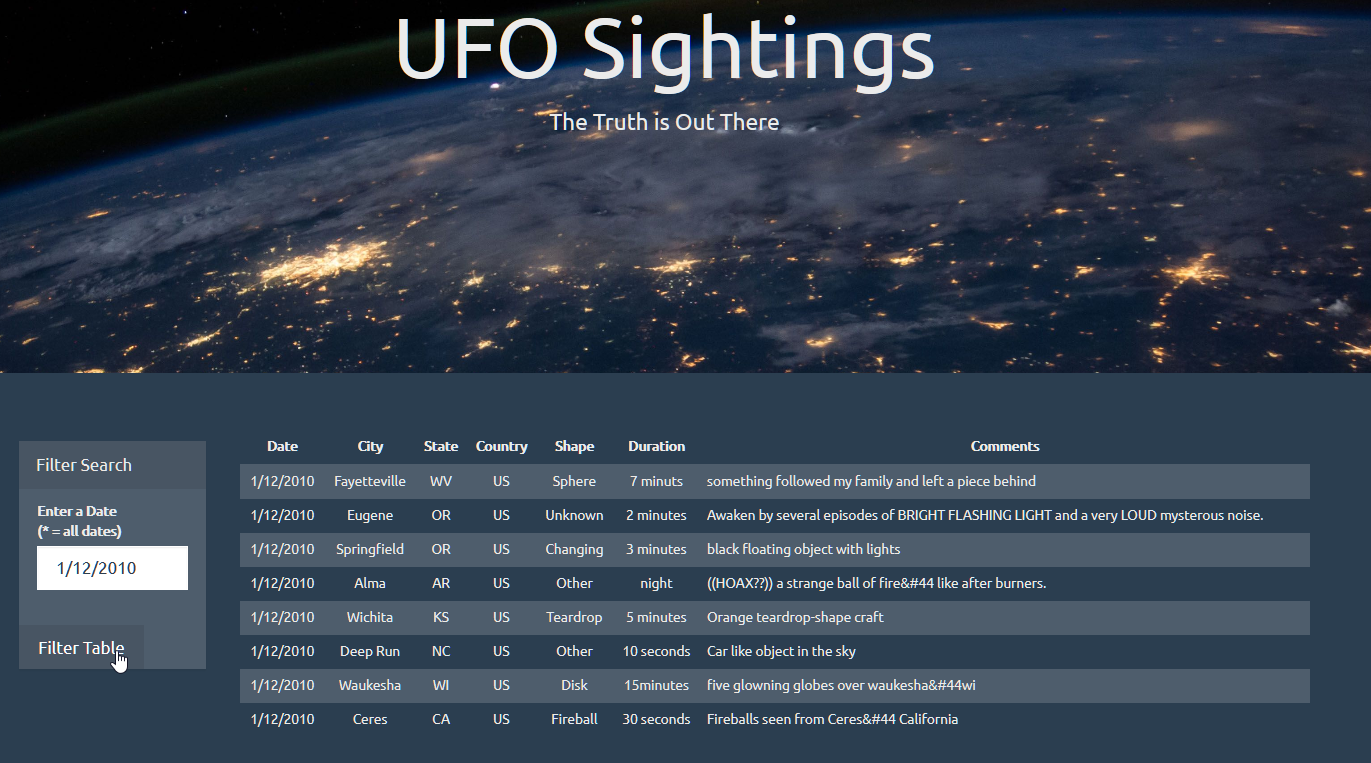 UFO Sightings
The Truth is Out There
Filter Search
Enter a Date
(* = all dates)
1/12/2010
Filter Table
Date City State Country Shape Duration Comments
1/12/2010 Fayetteville WV US Sphere 7 minuts something followed my family and left a piece behind
1/12/2010 Eugene OR US Unknown 2 minutes Awaken by several episodes of BRIGHT FLASHING LIGHT and a very LOUD mysterous noise.
1/12/2010 Springfield OR US Changing 3 minutes black floating object with lights
1/12/2010 Alma AR US Other night ((HOAX??)) a strange ball of fire&#44 like after burners.
1/12/2010 Wichita KS US Teardrop 5 minutes Orange teardrop-shape craft
1/12/2010 Deep Run NC US Other 10 seconds Car like object in the sky
1/12/2010 Waukesha WI US Disk 15minutes five glowning globes over waukesha&#44wi
1/12/2010 Ceres CA US Fireball 30 seconds Fireballs seen from Ceres&#44 California